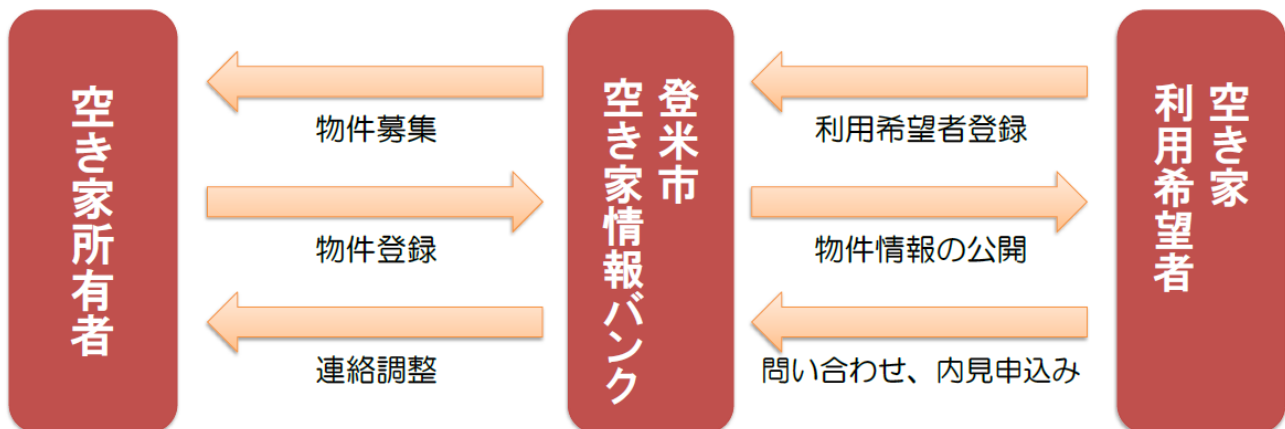 空き家所有者
物件募集
物件登録
連絡調整
登米市
空き家情報バンク
利用希望者登録
物件情報の公開
問い合わせ、内見申込み
空き家
利用希望者